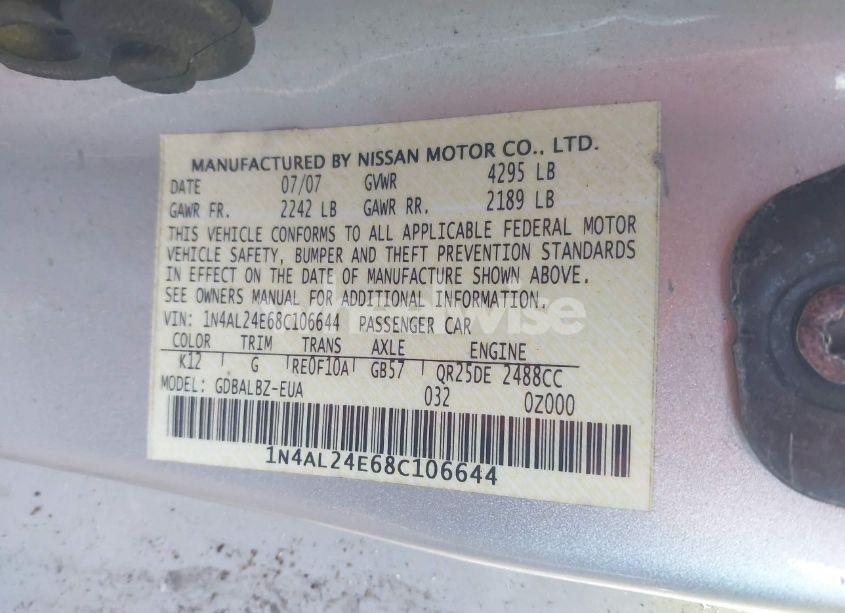 MANUFACTURED BY NISSAN MOTOR CO., LTD.
DATE 07/07 GVWR 4295 LB
GAWR FR. 2242 LB GAWR RR. 2189 LB
THIS VEHICLE CONFORMS TO ALL APPLICABLE FEDERAL MOTOR
VEHICLE SAFETY, BUMPER AND THEFT PREVENTION STANDARDS
IN EFFECT ON THE DATE OF MANUFACTURE SHOWN ABOVE.
SEE OWNERS MANUAL FOR ADDITIONAL INFORMATION.
VIN: 1N4AL24E68C106644 PASSENGER CAR
COLOR TRIM TRANS AXLE ENGINE
K12 G RE0F10A GB57 QR25DE 2488CC
MODEL: GDBALBZ-EUA 032 0Z000
1N4AL24E68C106644